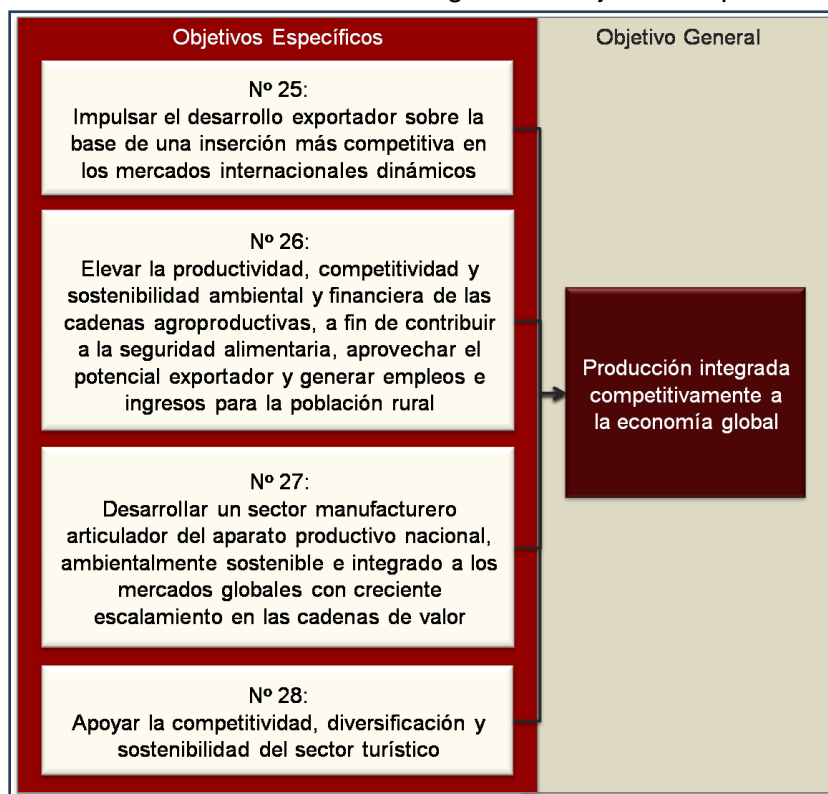 Objetivos Específicos
Objetivo General
Nº 25:
Impulsar el desarrollo exportador sobre la
base de una inserción más competitiva en
los mercados internacionales dinámicos
Nº 26:
Elevar la productividad, competitividad y
sostenibilidad ambiental y financiera de las
cadenas agroproductivas, a fin de contribuir
a la seguridad alimentaria, aprovechar el
potencial exportador y generar empleos e
ingresos para la población rural
Nº 27:
Desarrollar un sector manufacturero
articulador del aparato productivo nacional,
ambientalmente sostenible e integrado a los
mercados globales con creciente
escalamiento en las cadenas de valor
Nº 28:
Apoyar la competitividad, diversificación y
sostenibilidad del sector turístico
Producción integrada
competitivamente a
la economía global